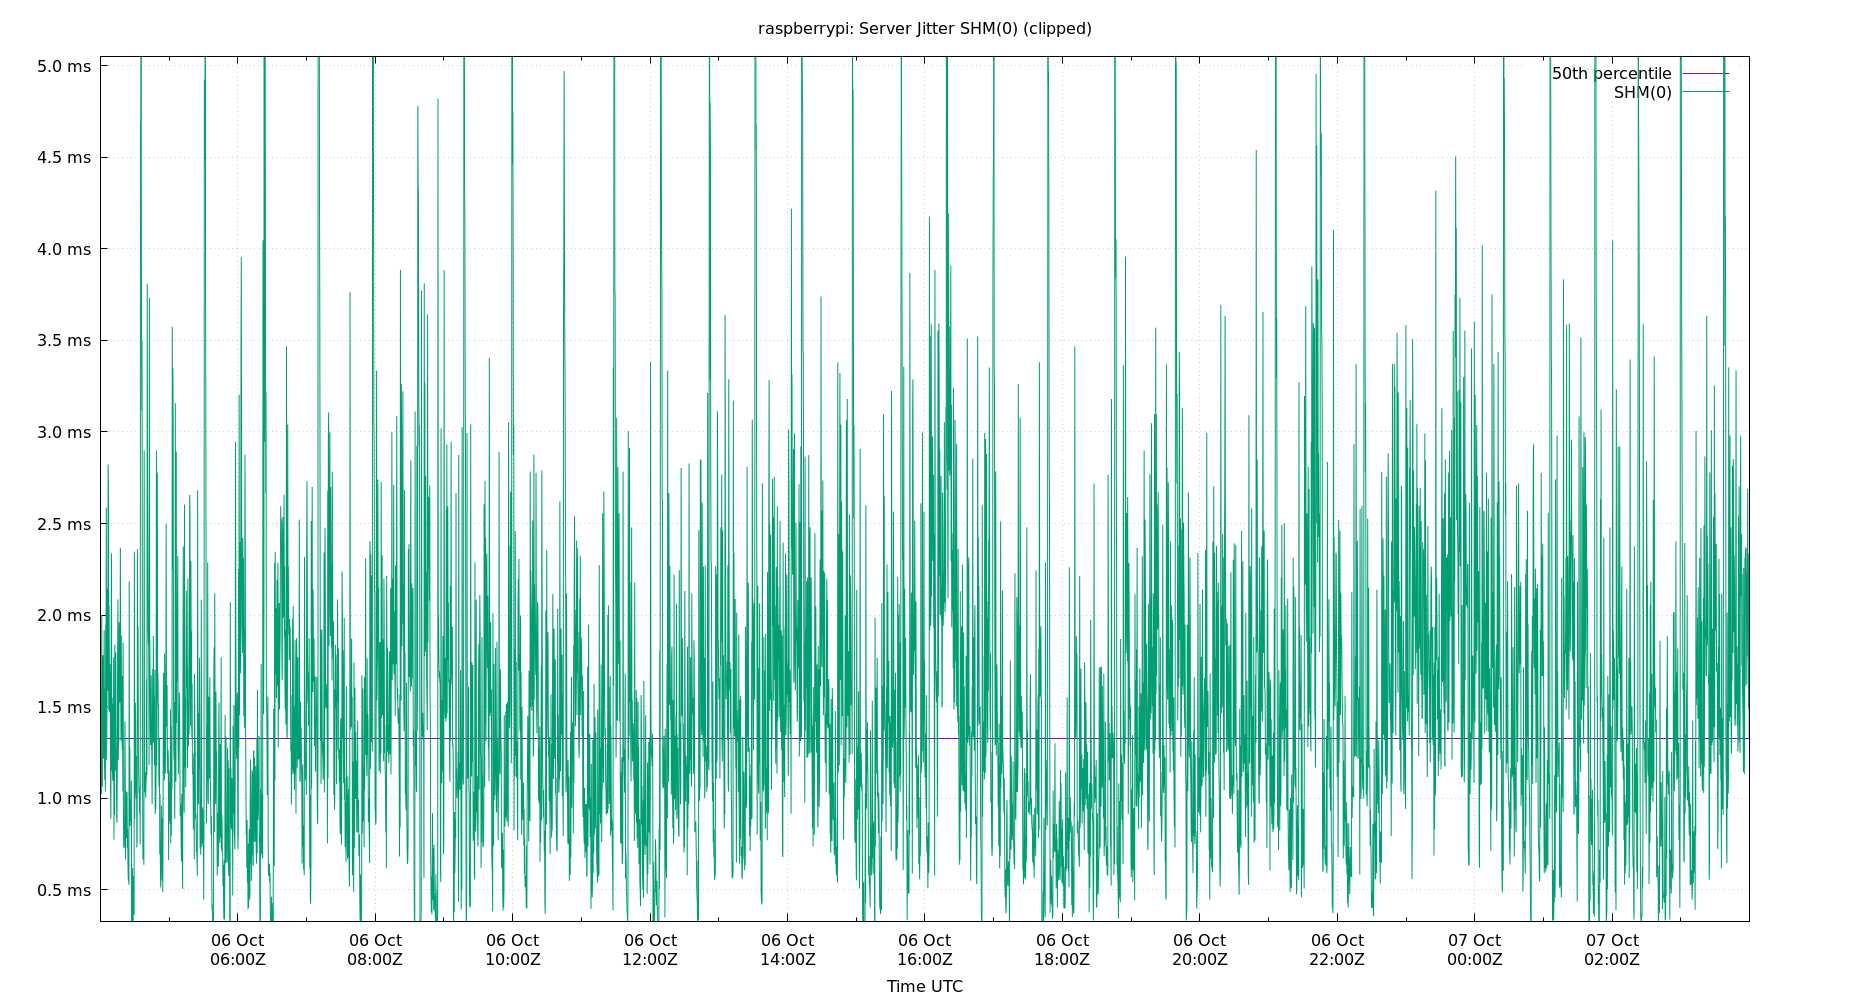 raspberrypi: Server Jitter SHM(0) (clipped)
5.0 ms
50th percentile
SHM(0)
4.5 ms
4.0 ms
3.5 ms
3.0 ms
2.5 ms
2.0 ms
1.5 ms
1.0 ms
0.5 ms
06 Oct 06 Oct 06 Oct 06 Oct 06 Oct 06 Oct 06 Oct 06 Oct 06 Oct 07 Oct 07 Oct
06:00Z 08:00Z 10:00Z 12:00Z 14:00Z 16:00Z 18:00Z 20:00Z 22:00Z 00:00Z 02:00Z
Time UTC